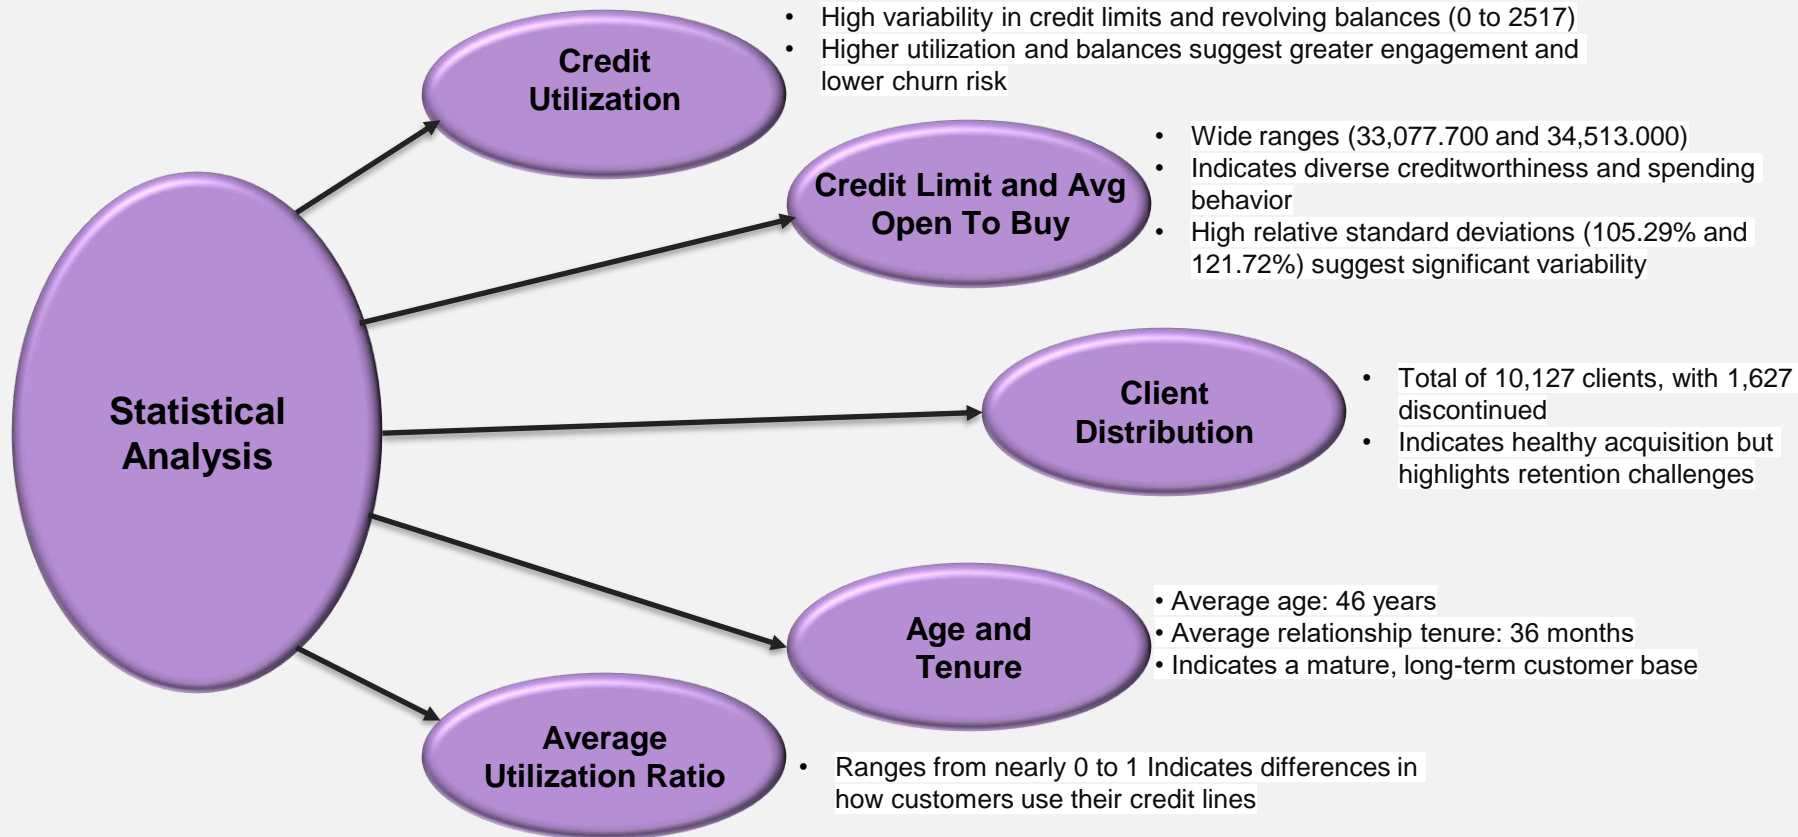 Statistical
Analysis
Credit
Utilization
• High variability in credit limits and revolving balances (0 to 2517)
• Higher utilization and balances suggest greater engagement and
lower churn risk
Credit Limit and Avg
Open To Buy
• Wide ranges (33,077.700 and 34,513.000)
• Indicates diverse creditworthiness and spending
behavior
• High relative standard deviations (105.29% and
121.72%) suggest significant variability
Client
Distribution
• Total of 10,127 clients, with 1,627
discontinued
• Indicates healthy acquisition but
highlights retention challenges
Age and
Tenure
• Average age: 46 years
• Average relationship tenure: 36 months
• Indicates a mature, long-term customer base
Average
Utilization Ratio
• Ranges from nearly 0 to 1 Indicates differences in
how customers use their credit lines